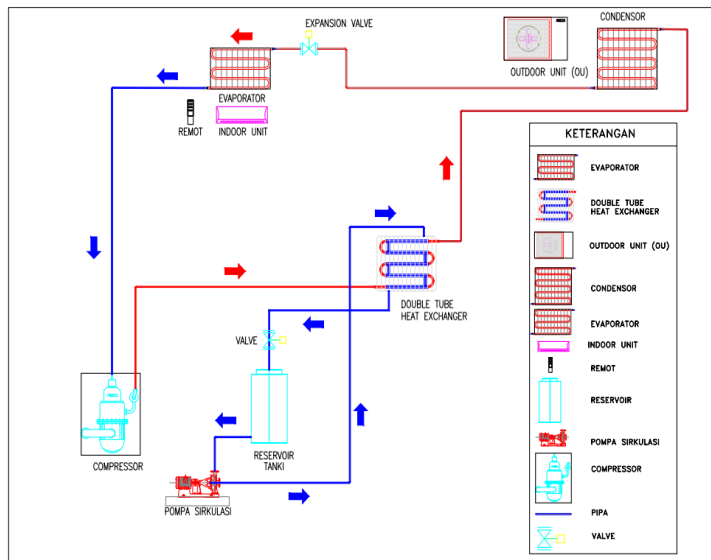 EXPANSION VALVE
CONDENSOR
OUTDOOR UNIT (OU)
EVAPORATOR
REMOT
INDOOR UNIT
KETERANGAN
EVAPORATOR
DOUBLE TUBE
HEAT EXCHANGER
OUTDOOR UNIT (OU)
CONDENSOR
EVAPORATOR
INDOOR UNIT
REMOT
RESERVOIR
POMPA SIRKULASI
COMPRESSOR
PIPA
VALVE
DOUBLE TUBE
HEAT EXCHANGER
VALVE
RESERVOIR
TANKI
COMPRESSOR
POMPA SIRKULASI